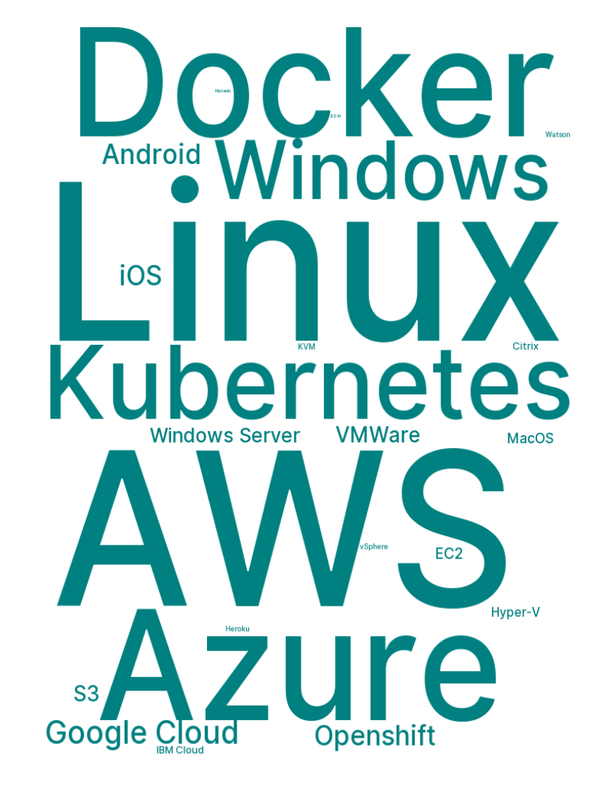 Docker
Watson
Android
Windows
Linux
iOS
KVM
Citrix
Kubernetes
Windows Server
VMWare
MacOS
AWS
vSphere
EC2
Hyper-V
Heroku
Azure
S3
Google Cloud
Openshift
IBM Cloud